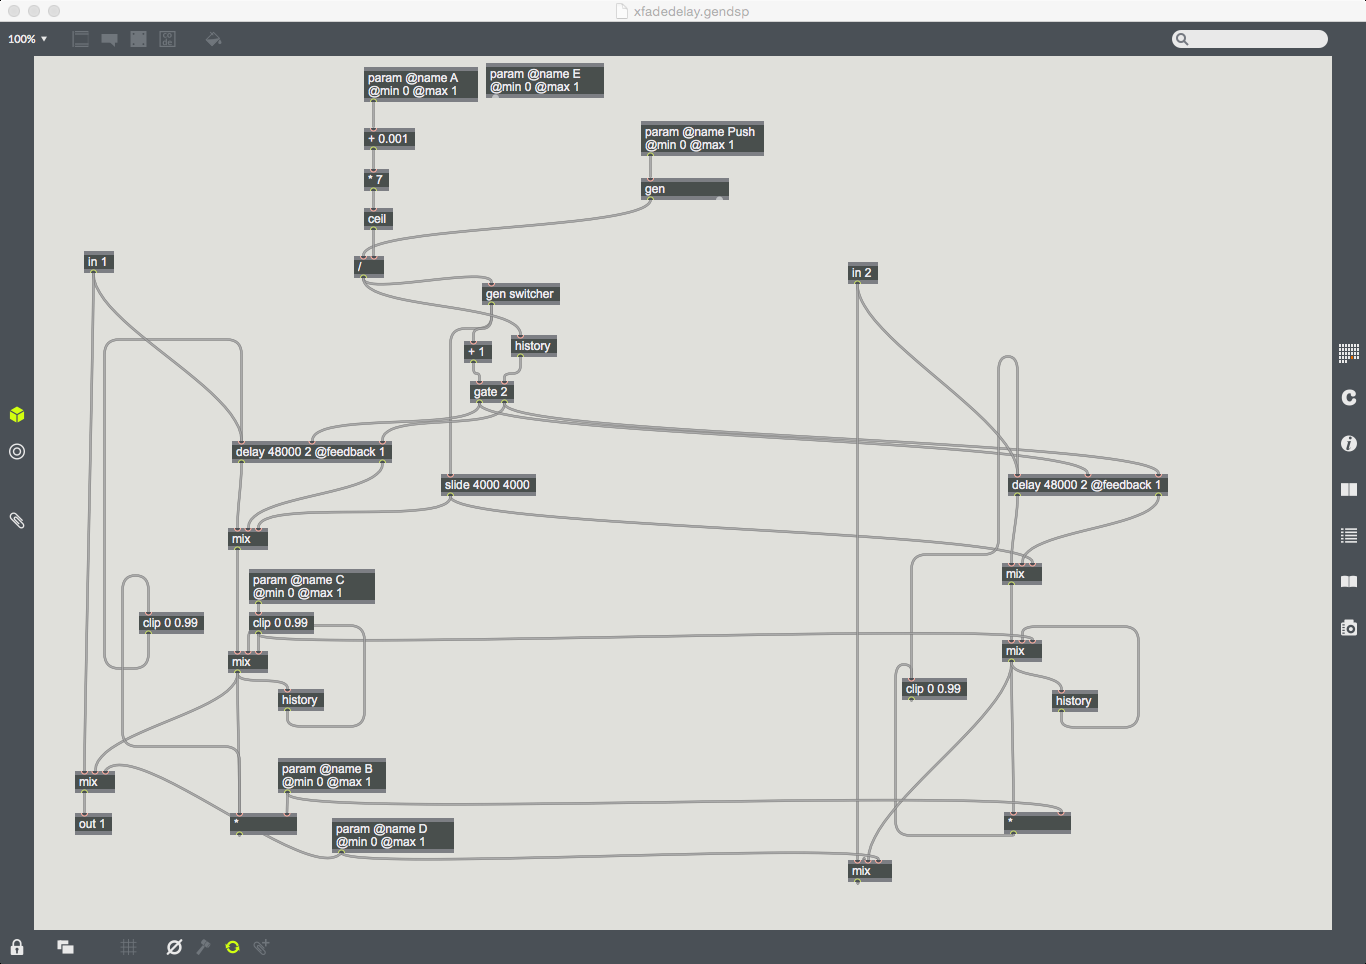 xfadedelay.gendsp
100%
param @name A
@min 0 @max 1
param @name E
@min 0 @max 1
+ 0.001
param @name Push
@min 0 @max 1
* 7
gen
ceil
in 1
/
in 2
gen switcher
+ 1
history
gate 2
delay 48000 2 @feedback 1
slide 4000 4000
delay 48000 2 @feedback 1
mix
mix
param @name C
@min 0 @max 1
clip 0 0.99
clip 0 0.99
mix
mix
clip 0 0.99
history
history
param @name B
@min 0 @max 1
mix
out 1
*
param @name D
@min 0 @max 1
*
mix